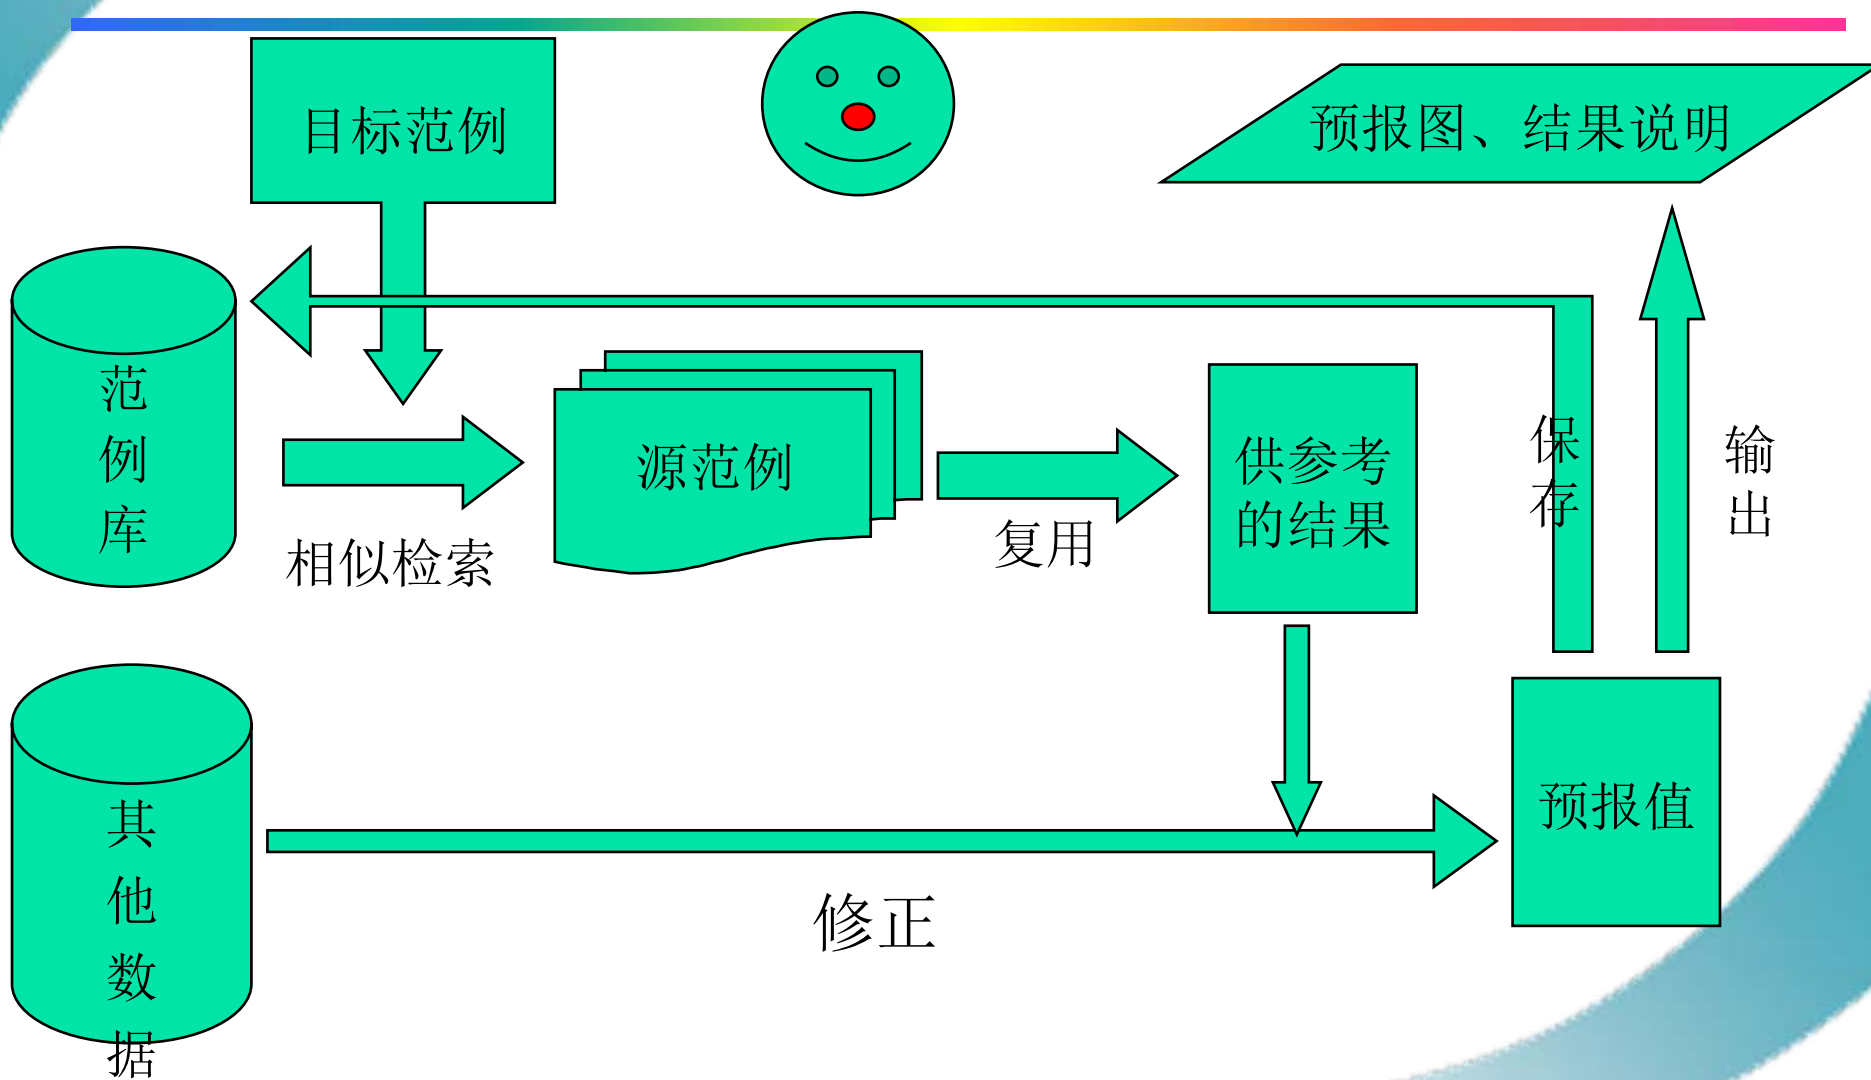 目标范例
预报图、结果说明
范
例
库
相似检索
源范例
复用
供参考
的结果
保
存
输
出
其
他
数
据
修正
预报值